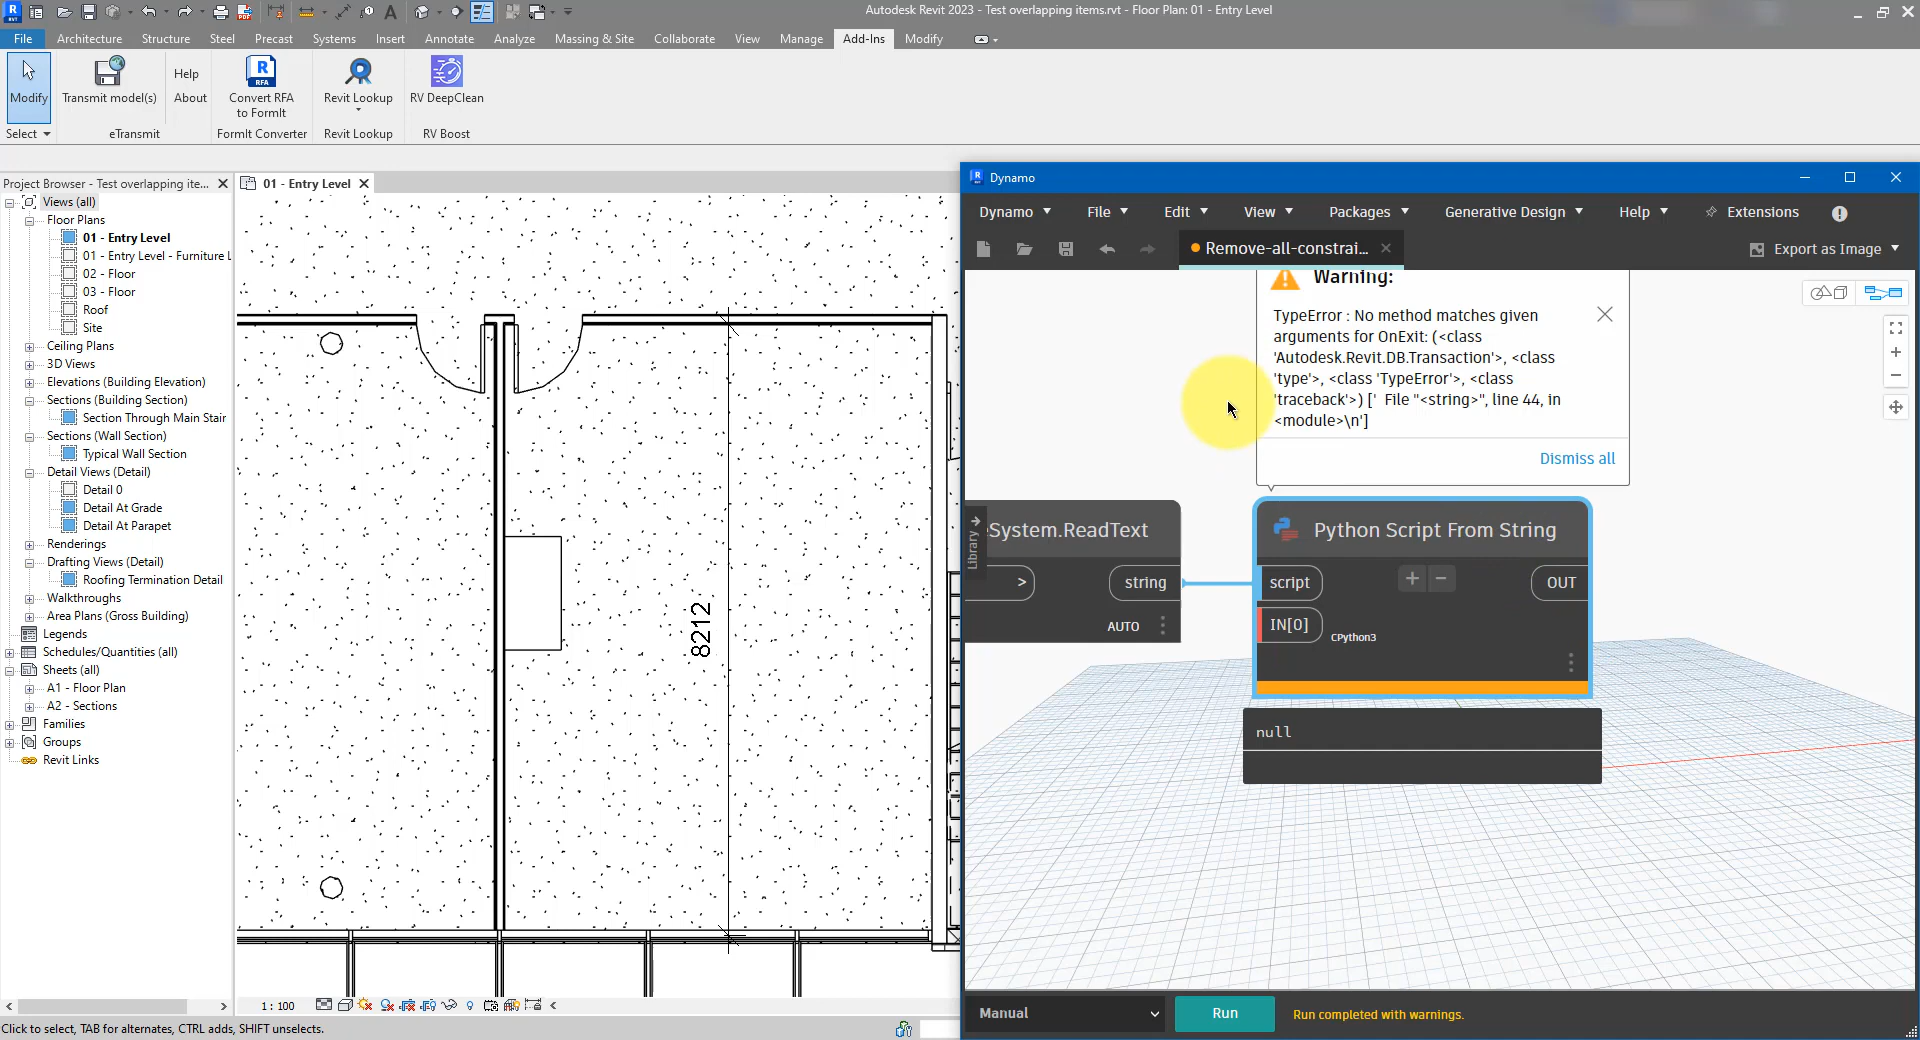 Autodesk Revit 2023 - Test overlapping items.rvt - Floor Plan: 01 - Entry Level
File Architecture Structure Steel Precast Systems Insert Annotate Analyze Massing & Site Collaborate View Manage Add-Ins Modify
Modify
Transmit model(s)
Help
About
Convert RFA
to FormIt
Revit Lookup
RV DeepClean
Select
eTransmit
FormIt Converter
Revit Lookup
RV Boost
Project Browser - Test overlapping ite...
Views (all)
Floor Plans
01 - Entry Level
01 - Entry Level - Furniture L
02 - Floor
03 - Floor
Roof
Site
Ceiling Plans
3D Views
Elevations (Building Elevation)
Sections (Building Section)
Section Through Main Stair
Sections (Wall Section)
Typical Wall Section
Detail Views (Detail)
Detail 0
Detail At Grade
Detail At Parapet
Renderings
Drafting Views (Detail)
Roofing Termination Detail
Walkthroughs
Area Plans (Gross Building)
Legends
Schedules/Quantities (all)
Sheets (all)
A1 - Floor Plan
A2 - Sections
Families
Groups
Revit Links
01 - Entry Level
8212
1 : 100
Click to select, TAB for alternates, CTRL adds, SHIFT unselects.
Dynamo
Dynamo File Edit View Packages Generative Design Help Extensions
Remove-all-constrai...
Export as Image
Warning:
TypeError : No method matches given
arguments for OnExit: (<class
'Autodesk.Revit.DB.Transaction'>, <class
'type'>, <class 'TypeError'>, <class
'traceback'>) [' File "<string>", line 44, in
<module>\n']
Dismiss all
Library
eSystem.ReadText
>
string
AUTO
Python Script From String
script
+
-
OUT
IN[0]
CPython3
null
Manual
Run
Run completed with warnings.